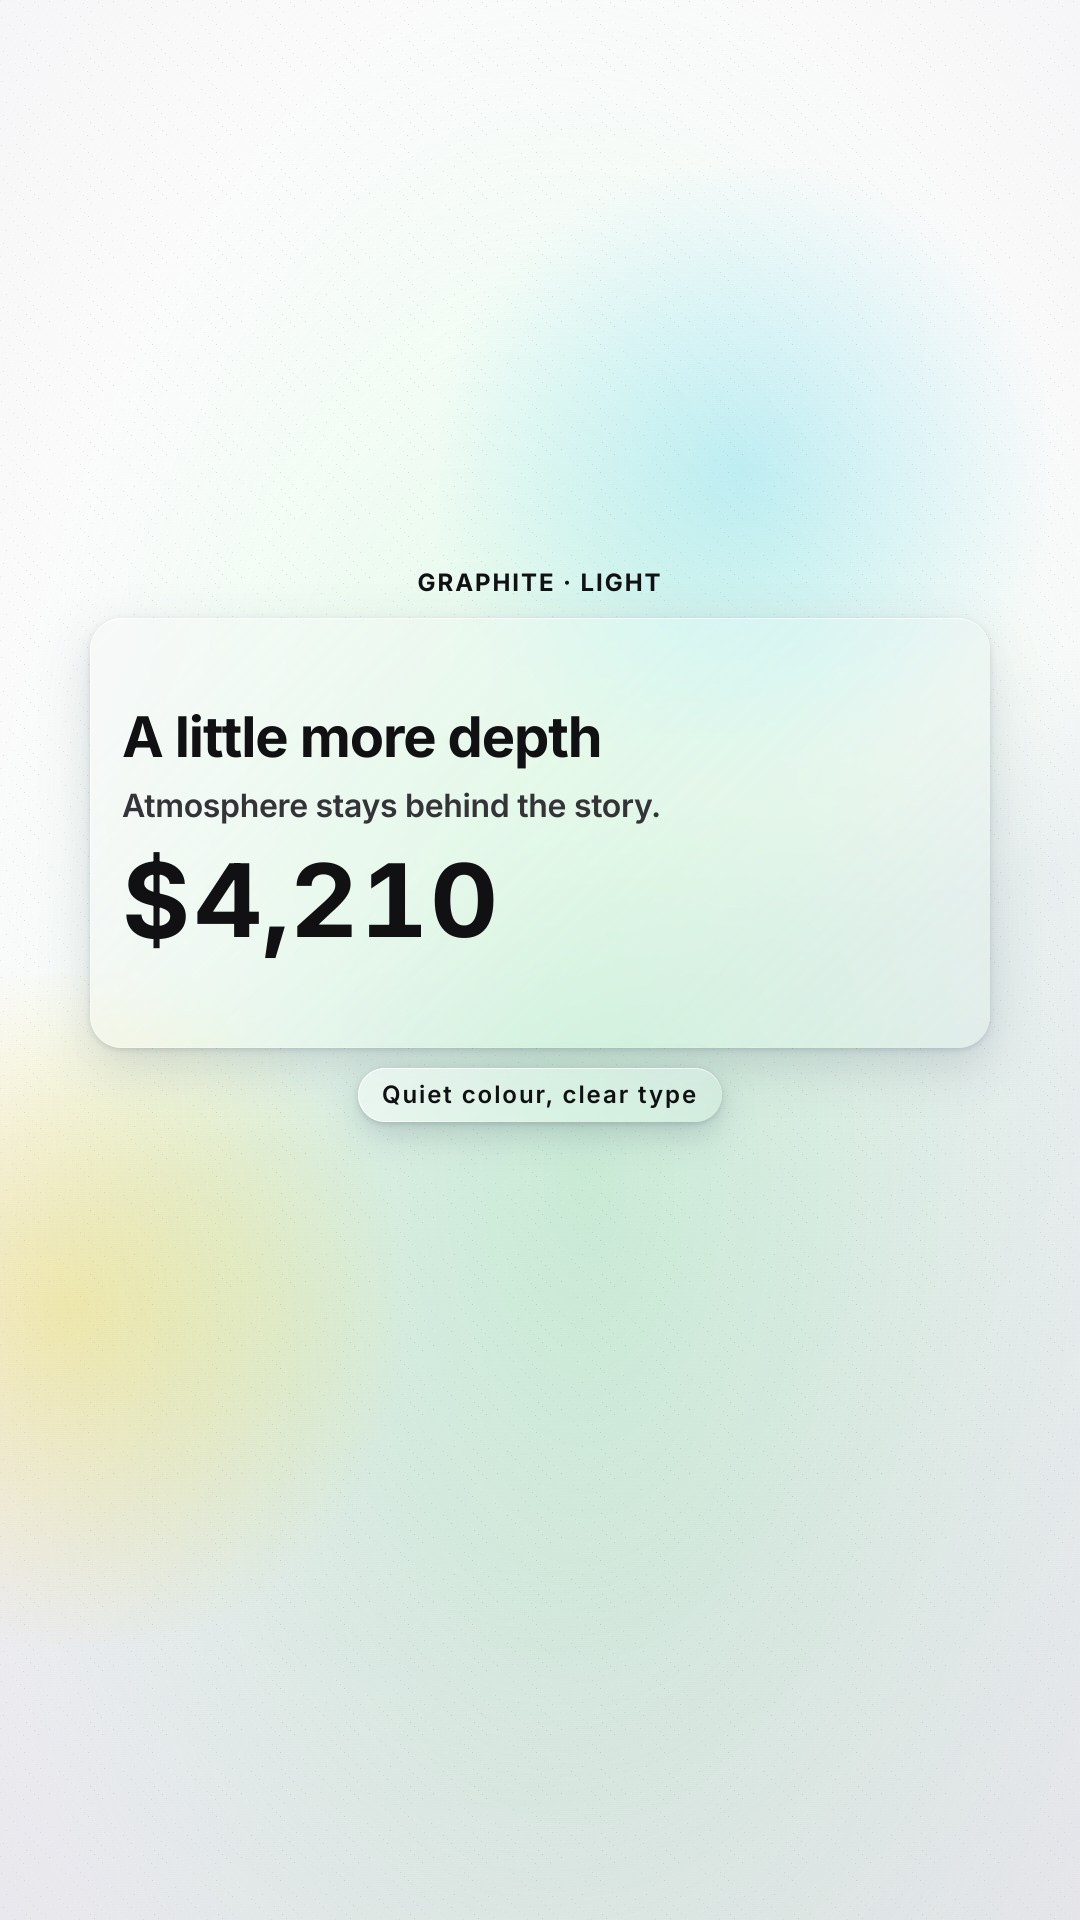 GRAPHITE · LIGHT
A little more depth
Atmosphere stays behind the story.
$4,210
Quiet colour, clear type